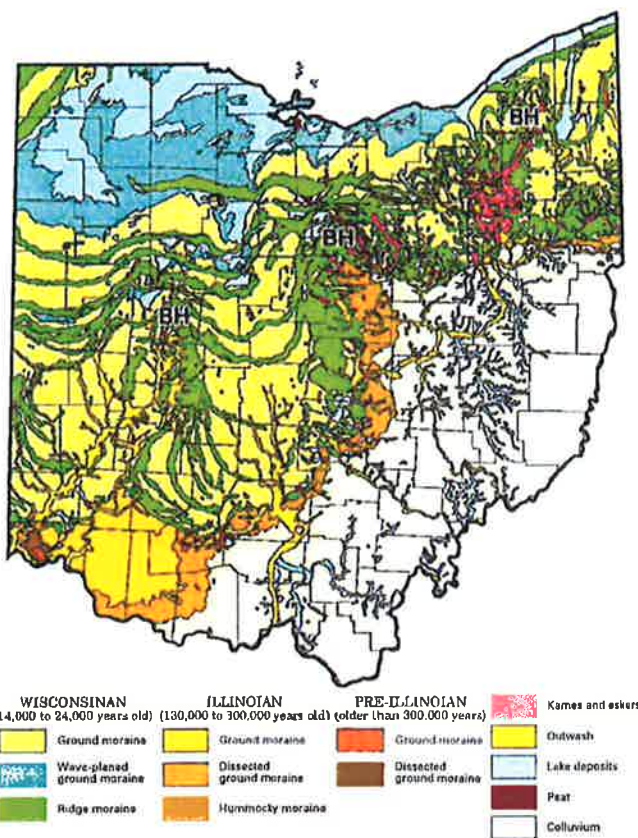 BH
BH
BH
WISCONSINAN
14,000 to 24,000 years old)
Ground moraine
Wave-planed
ground moraine
Ridge moraine
ILLINOIAN
(130,000 to 300,000 years old)
Ground moraine
Dissected
ground moraine
Hummocky moraine
PRE-ILLINOIAN
(older than 300,000 years)
Ground moraine
Dissected
ground moraine
Kames and eskers
Outwash
Lake deposits
Peat
Colluvium